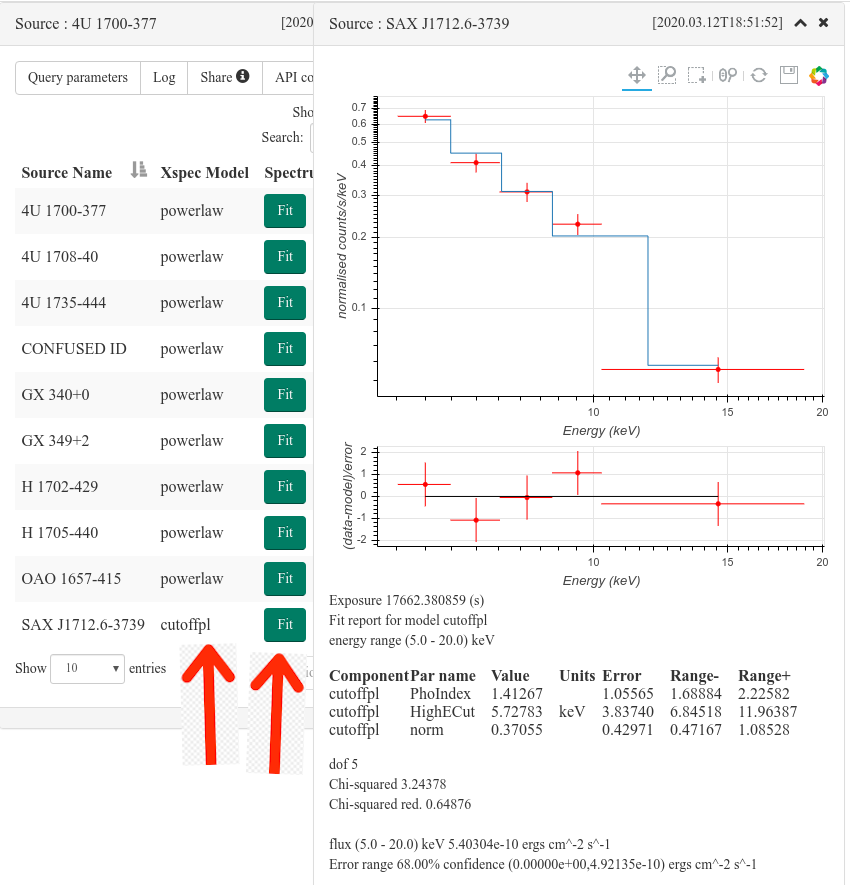 Source : 4U 1700-377
[2020
Query parameters
Log
Share
API co
Sho
Search:
Source Name Xspec Model Spectru
4U 1700-377 powerlaw Fit
4U 1708-40 powerlaw Fit
4U 1735-444 powerlaw Fit
CONFUSED ID powerlaw Fit
GX 340+0 powerlaw Fit
GX 349+2 powerlaw Fit
H 1702-429 powerlaw Fit
H 1705-440 powerlaw Fit
OAO 1657-415 powerlaw Fit
SAX J1712.6-3739 cutoffpl Fit
Show 10 entries
Source : SAX J1712.6-3739
[2020.03.12T18:51:52]
normalised counts/s/keV
0.7
0.6
0.5
0.4
0.3
0.2
0.1
10 15 20
Energy (keV)
(data-model)/error
2
1
0
-1
-2
10 15 20
Energy (keV)
Exposure 17662.380859 (s)
Fit report for model cutoffpl
energy range (5.0 - 20.0) keV
Component Par name Value Units Error Range- Range+
cutoffpl PhoIndex 1.41267 1.05565 1.68884 2.22582
cutoffpl HighECut 5.72783 keV 3.83740 6.84518 11.96387
cutoffpl norm 0.37055 0.42971 0.47167 1.08528
dof 5
Chi-squared 3.24378
Chi-squared red. 0.64876
flux (5.0 - 20.0) keV 5.40304e-10 ergs cm^-2 s^-1
Error range 68.00% confidence (0.00000e+00,4.92135e-10) ergs cm^-2 s^-1